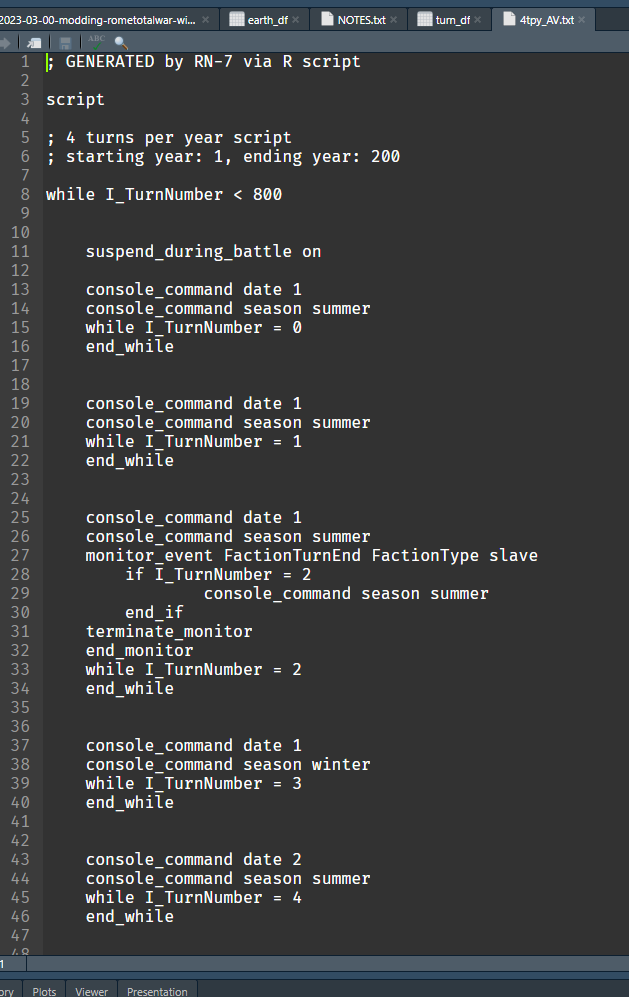 2023-03-00-modding-rometotalwar-wi... × earth_df × NOTES.txt × turn_df × 4tpy_AV.txt ×
ABC
1 ; GENERATED by RN-7 via R script
2
3 script
4
5 ; 4 turns per year script
6 ; starting year: 1, ending year: 200
7
8 while I_TurnNumber < 800
9
10
11 suspend_during_battle on
12
13 console_command date 1
14 console_command season summer
15 while I_TurnNumber = 0
16 end_while
17
18
19 console_command date 1
20 console_command season summer
21 while I_TurnNumber = 1
22 end_while
23
24
25 console_command date 1
26 console_command season summer
27 monitor_event FactionTurnEnd FactionType slave
28 if I_TurnNumber = 2
29 console_command season summer
30 end_if
31 terminate_monitor
32 end_monitor
33 while I_TurnNumber = 2
34 end_while
35
36
37 console_command date 1
38 console_command season winter
39 while I_TurnNumber = 3
40 end_while
41
42
43 console_command date 2
44 console_command season summer
45 while I_TurnNumber = 4
46 end_while
47
48
1
ory Plots Viewer Presentation